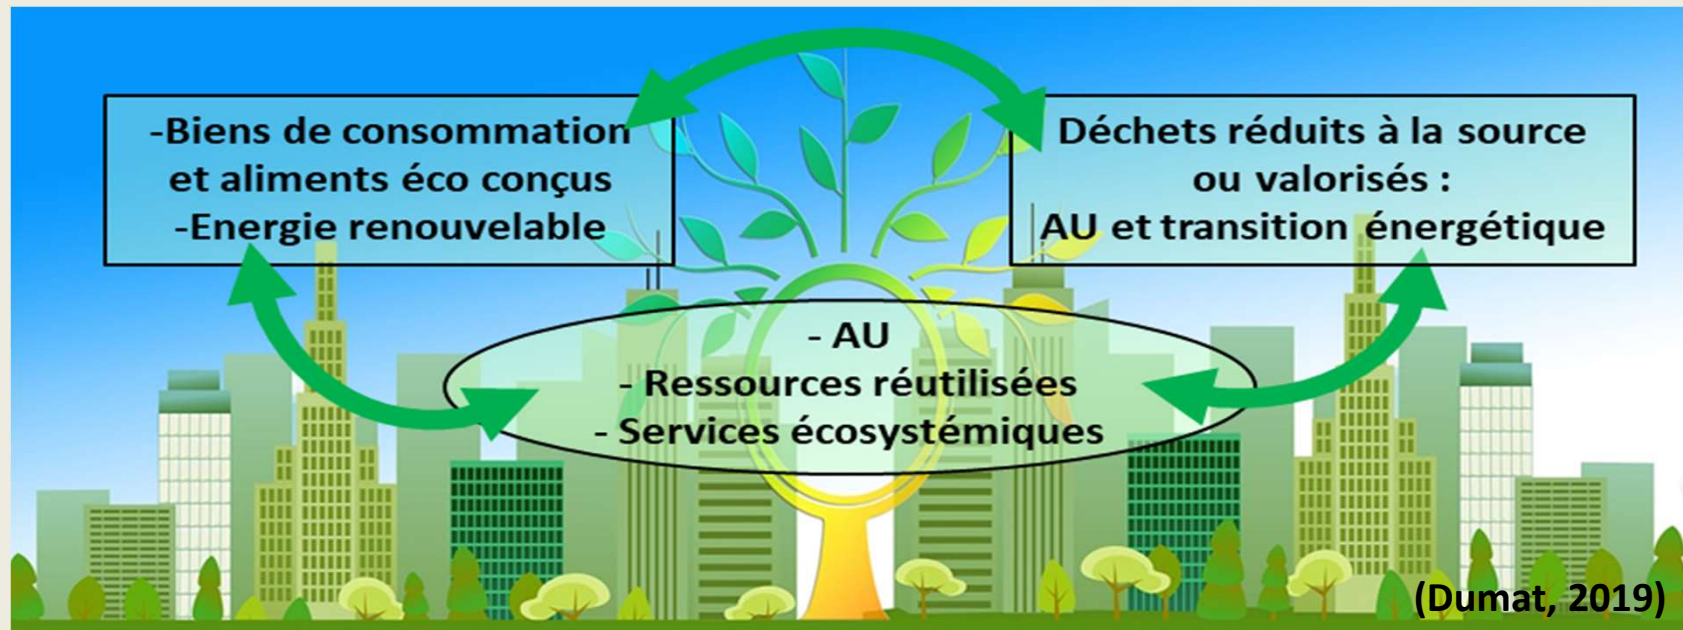 -Biens de consommation
et aliments éco conçus
-Energie renouvelable
Déchets réduits à la source
ou valorisés :
AU et transition énergétique
- AU
- Ressources réutilisées
- Services écosystémiques
(Dumat, 2019)